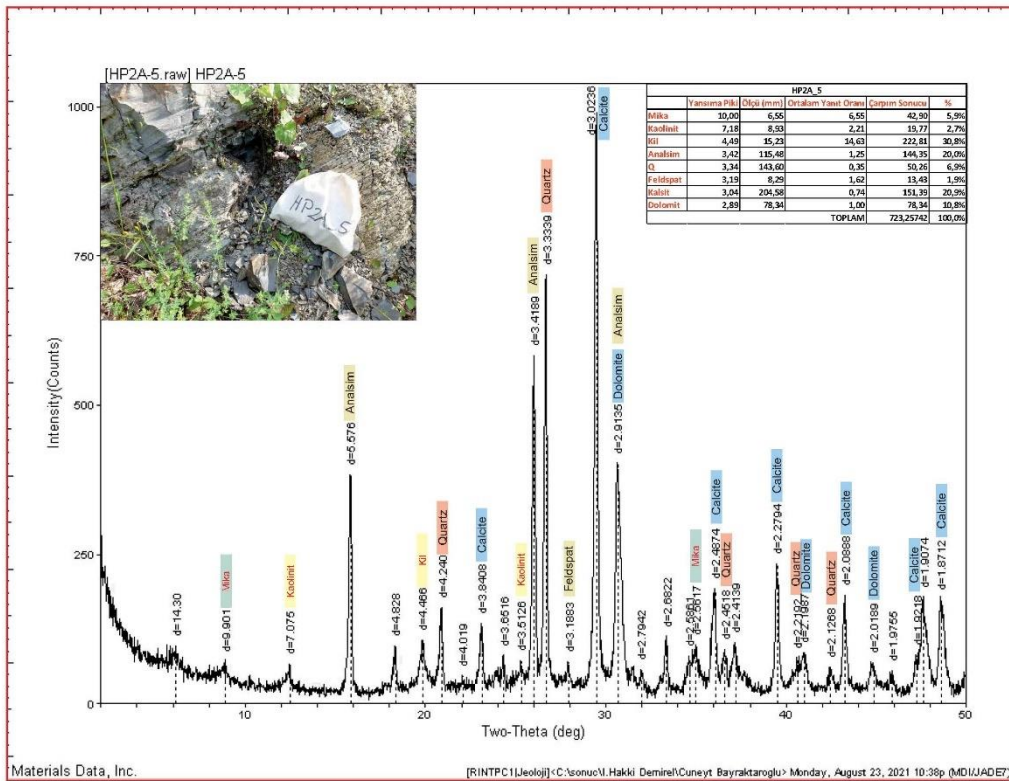 [HP2A-5.raw] HP2A-5
HP2A_5
Yansıma Piki Ölçü (mm) Ortalam Yanıt Oranı Çarpım Sonucu %
Mika 10,00 6,55 6,55 42,90 5,9%
Kaolinit 7,18 8,93 2,21 19,77 2,7%
Kil 4,49 15,23 14,63 222,81 30,8%
Analsim 3,42 115,48 1,25 144,35 20,0%
Q 3,34 143,60 0,35 50,26 6,9%
Feldspat 3,19 8,29 1,62 13,43 1,9%
Kalsit 3,04 204,58 0,74 151,39 20,9%
Dolomit 2,89 78,34 1,00 78,34 10,8%
TOPLAM 723,25742 100,0%
HP2A_5
Intensity(Counts)
1000
750
500
250
0
d=14.30
Mika
d=9.901
Kaolinit
d=7.075
Analsim
d=5.576
d=4.828
Kil
d=4.466
Quartz
d=4.240
d=4.019
Calcite
d=3.8408
d=3.6516
Kaolinit
d=3.5126
Analsim
d=3.4189
Quartz
d=3.3339
Feldspat
d=3.1883
Calcite
d=3.0236
Analsim
Dolomite
d=2.9135
d=2.7942
d=2.6822
d=2.5861
Mika
d=2.5617
Calcite
d=2.4874
Quartz
d=2.4518
d=2.4139
Calcite
d=2.2794
Quartz
d=2.2192
Dolomite
d=2.1987
Quartz
d=2.1268
Calcite
d=2.0888
Dolomite
d=2.0189
d=1.9755
Calcite
d=1.9218
d=1.9074
Calcite
d=1.8712
10 20 30 40 50
Two-Theta (deg)
Materials Data, Inc.
[RINTPC1|Jeoloji]<C:\sonuc\I.Hakki Demirel\Cuneyt Bayraktaroglu> Monday, August 23, 2021 10:38p (MDI/JADE7)